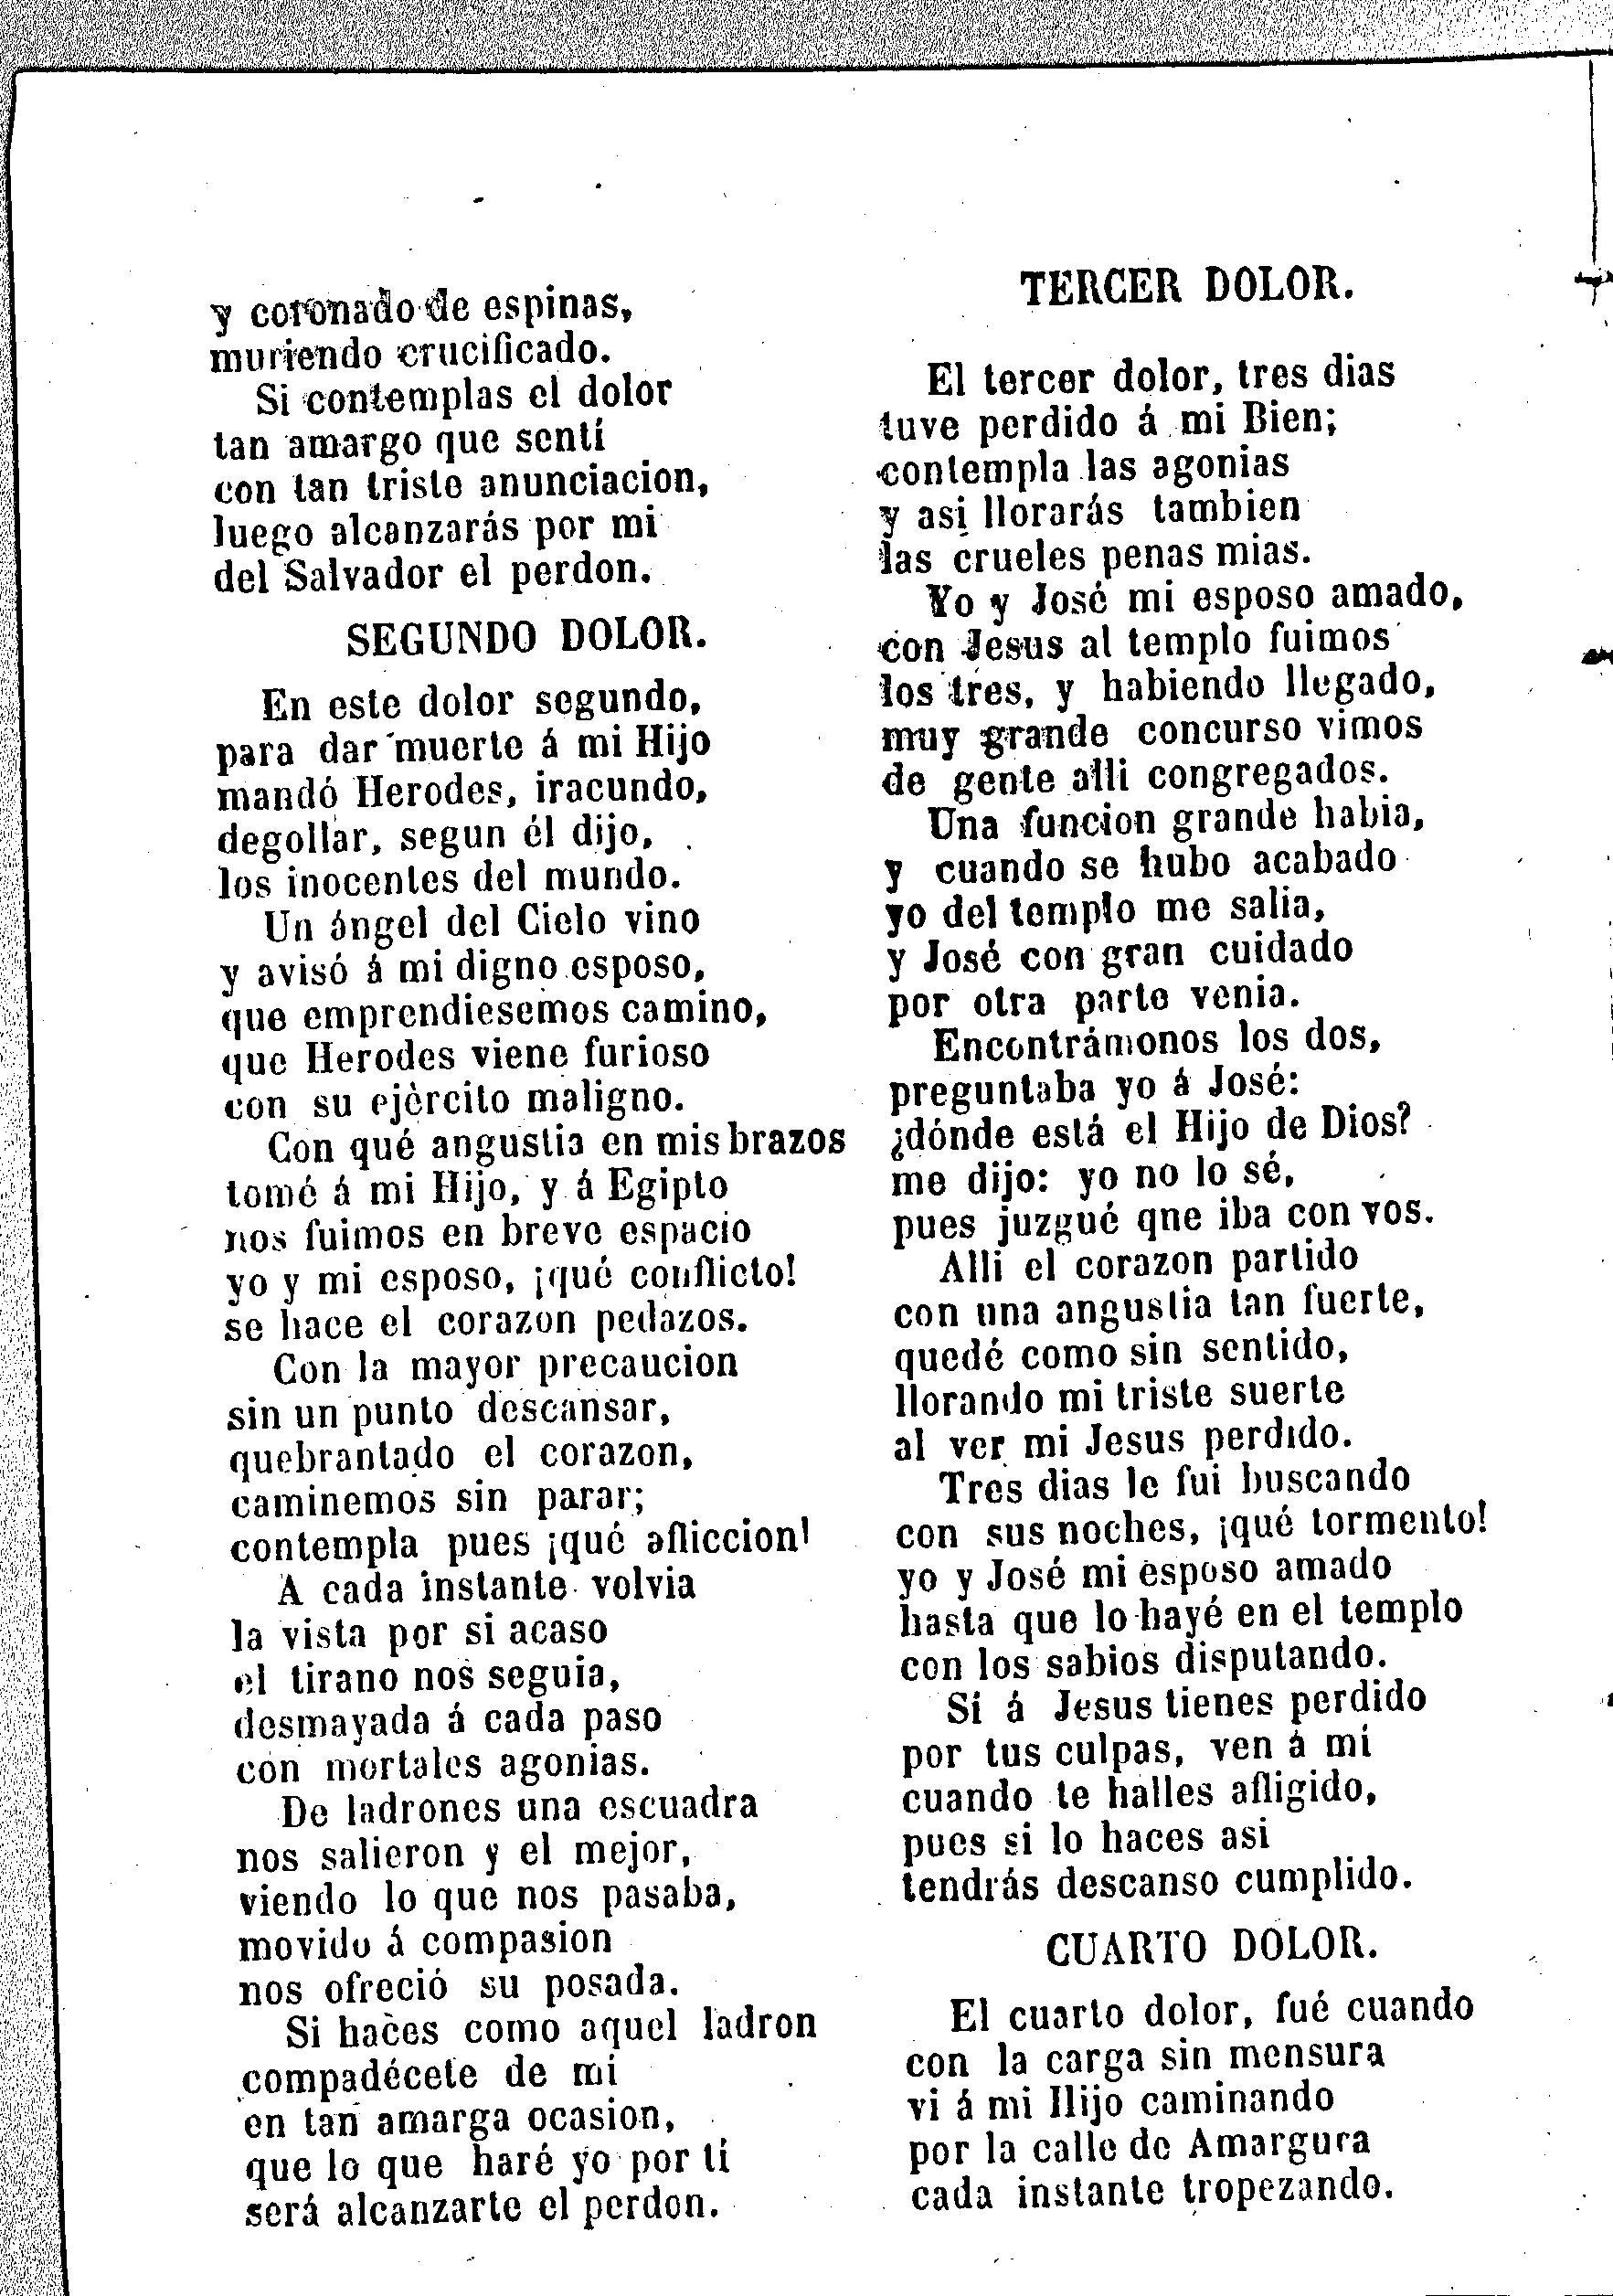 y coronado de espinas,
muriendo crucificado.
Si contemplas el dolor
tan amargo que sentí
con tan triste anunciacion,
luego alcanzarás por mi
del Salvador el perdon.
SEGUNDO DOLOR.
En este dolor segundo,
para dar muerte á mi Hijo
mandó Herodes, iracundo,
degollar, segun él dijo,
los inocentes del mundo.
Un ángel del Cielo vino
y avisó á mi digno esposo,
que emprendiesemos camino,
que Herodes viene furioso
con su ejèrcito maligno.
Con qué angustia en mis brazos
tomé á mi Hijo, y á Egipto
nos fuimos en breve espacio
yo y mi esposo, ¡qué conflicto!
se hace el corazon pedazos.
Con la mayor precaucion
sin un punto descansar,
quebrantado el corazon,
caminemos sin parar;
contempla pues ¡qué afliccion!
A cada instante volvia
la vista por si acaso
el tirano nos seguia,
desmayada á cada paso
con mortales agonias.
De ladrones una escuadra
nos salieron y el mejor,
viendo lo que nos pasaba,
movido á compasion
nos ofreció su posada.
Si haces como aquel ladron
compadécete de mí
en tan amarga ocasion,
que lo que haré yo por tí
será alcanzarte el perdon.
TERCER DOLOR.
El tercer dolor, tres dias
tuve perdido á mi Bien;
contempla las agonias
y asi llorarás tambien
las crueles penas mias.
Yo y José mi esposo amado,
con Jesus al templo fuimos
los tres, y habiendo llegado,
muy grande concurso vimos
de gente alli congregados.
Una funcion grande habia,
y cuando se hubo acabado
yo del templo me salia,
y José con gran cuidado
por otra parte venia.
Encontrámonos los dos,
preguntaba yo á José:
¿dónde está el Hijo de Dios?
me dijo: yo no lo sé,
pues juzgué qne iba con vos.
Alli el corazon partido
con una angustia tan fuerte,
quedé como sin sentido,
llorando mi triste suerte
al ver mi Jesus perdido.
Tres dias le fui buscando
con sus noches, ¡qué tormento!
yo y José mi esposo amado
hasta que lo hayé en el templo
con los sabios disputando.
Si á Jesus tienes perdido
por tus culpas, ven á mi
cuando te halles afligido,
pues si lo haces asi
tendrás descanso cumplido.
CUARTO DOLOR.
El cuarto dolor, fué cuando
con la carga sin mensura
vi á mi Hijo caminando
por la calle de Amargura
cada instante tropezando.